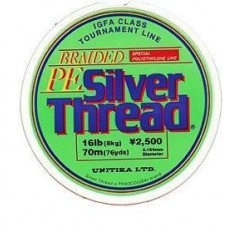 IGFA CLASS
TOURNAMENT LINE
BRAIDED
SPECIAL
POLYETHYLENE LINE
PE
Silver
Thread
16lb(8kg) ¥2,500
70m(76yds)
Diameter
UNITIKA LTD.